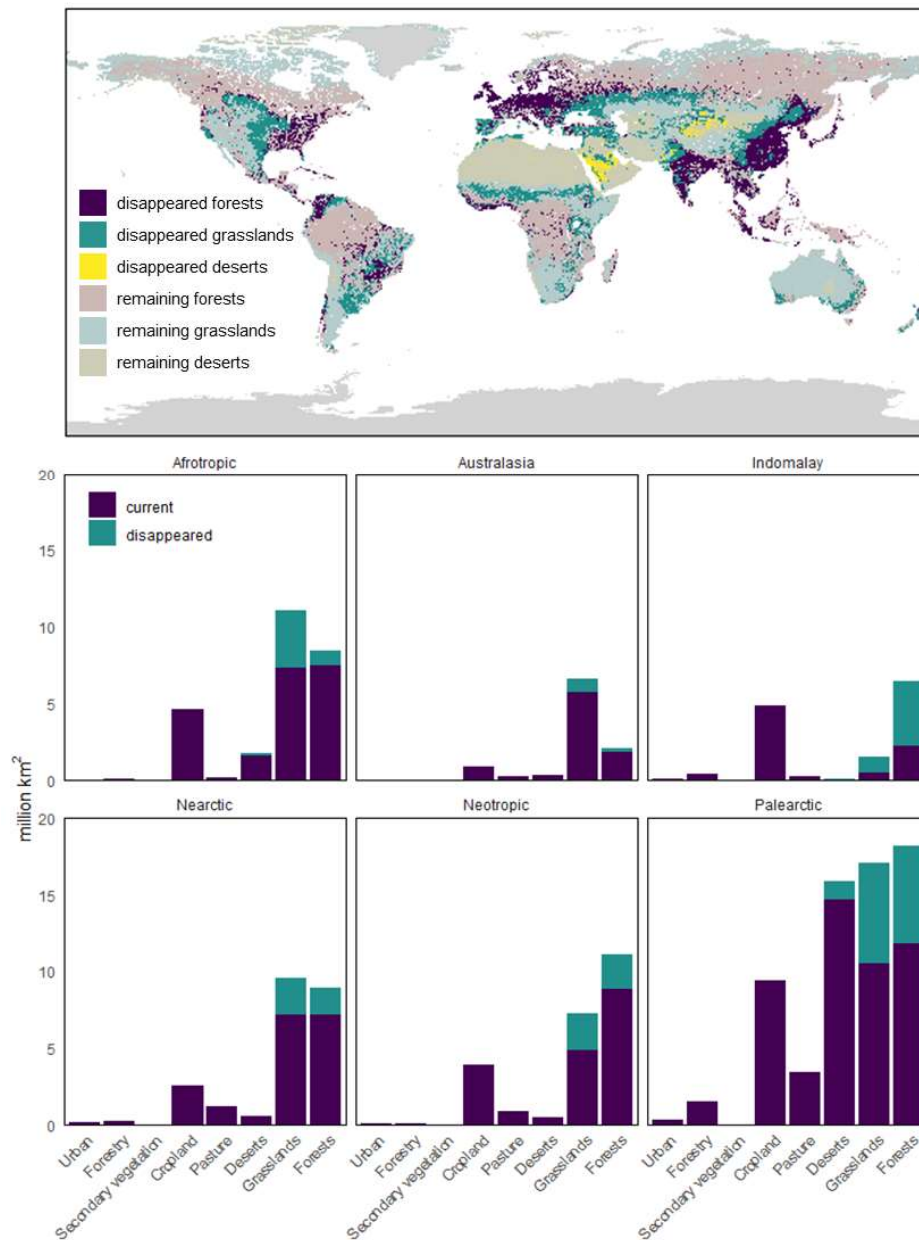 disappeared forests
disappeared grasslands
disappeared deserts
remaining forests
remaining grasslands
remaining deserts
Afrotropic
Australasia
Indomalay
20
15
10
5
0
current
disappeared
million km²
Nearctic
Neotropic
Palearctic
20
15
10
5
0
Urban
Forestry
Secondary vegetation
Cropland
Pasture
Deserts
Grasslands
Forests
Urban
Forestry
Secondary vegetation
Cropland
Pasture
Deserts
Grasslands
Forests
Urban
Forestry
Secondary vegetation
Cropland
Pasture
Deserts
Grasslands
Forests